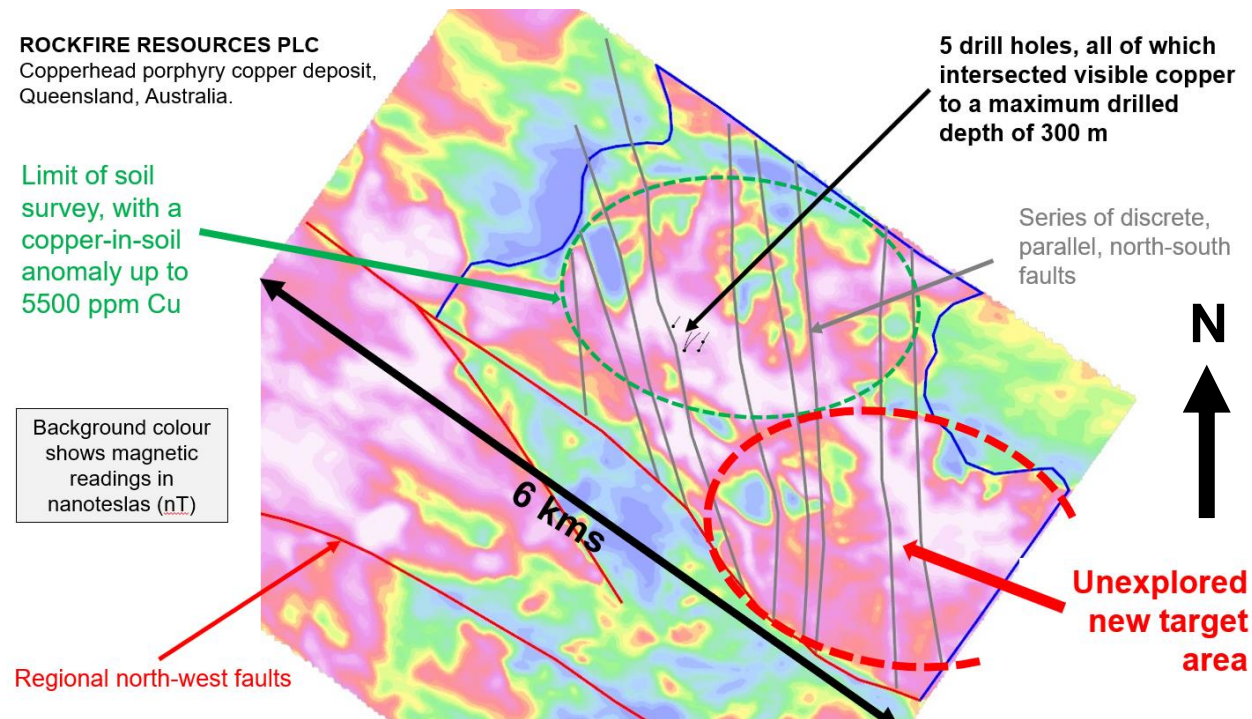 ROCKFIRE RESOURCES PLC
Copperhead porphyry copper deposit,
Queensland, Australia.
5 drill holes, all of which
intersected visible copper
to a maximum drilled
depth of 300 m
Limit of soil
survey, with a
copper-in-soil
anomaly up to
5500 ppm Cu
Series of discrete,
parallel, north-south
faults
N
Background colour
shows magnetic
readings in
nanoteslas (nT)
6 kms
Unexplored
new target
area
Regional north-west faults